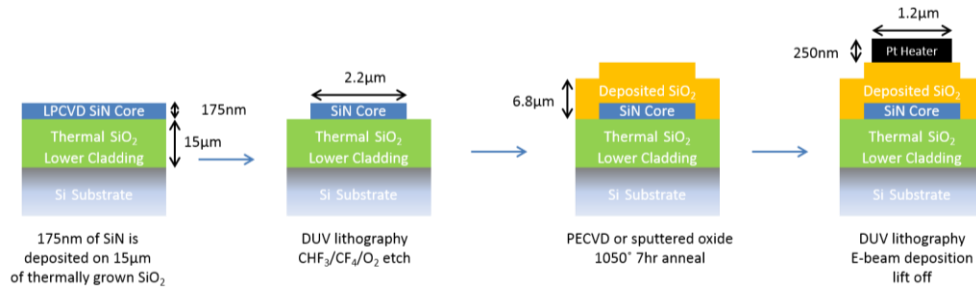 LPCVD SiN Core
175nm
Thermal SiO₂
Lower Cladding
15µm
Si Substrate
175nm of SiN is
deposited on 15µm
of thermally grown SiO₂
2.2µm
SiN Core
Thermal SiO₂
Lower Cladding
Si Substrate
DUV lithography
CHF₃/CF₄/O₂ etch
6.8µm
Deposited SiO₂
SiN Core
Thermal SiO₂
Lower Cladding
Si Substrate
PECVD or sputtered oxide
1050° 7hr anneal
1.2µm
250nm
Pt Heater
Deposited SiO₂
SiN Core
Thermal SiO₂
Lower Cladding
Si Substrate
DUV lithography
E-beam deposition
lift off